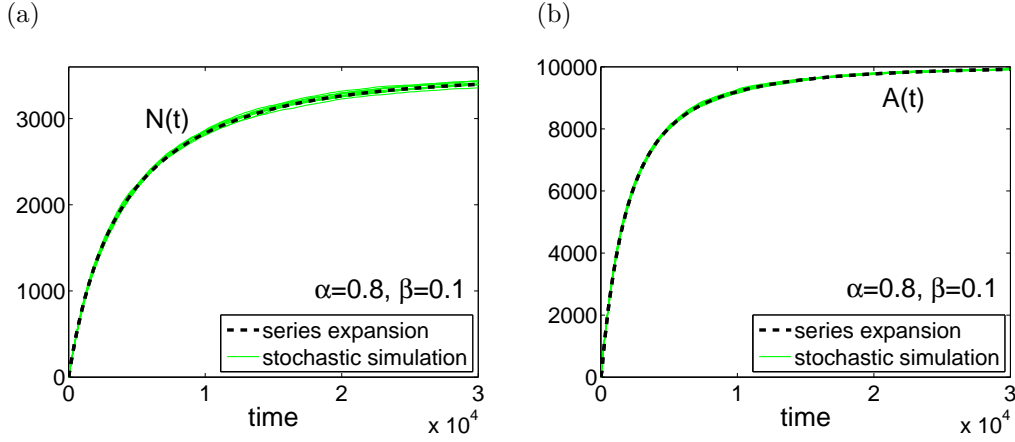 (a)
N(t)
α=0.8, β=0.1
series expansion
stochastic simulation
3000
2000
1000
0
0 1 2 3
time
x 10^4
(b)
A(t)
α=0.8, β=0.1
series expansion
stochastic simulation
10000
8000
6000
4000
2000
0
0 1 2 3
time
x 10^4